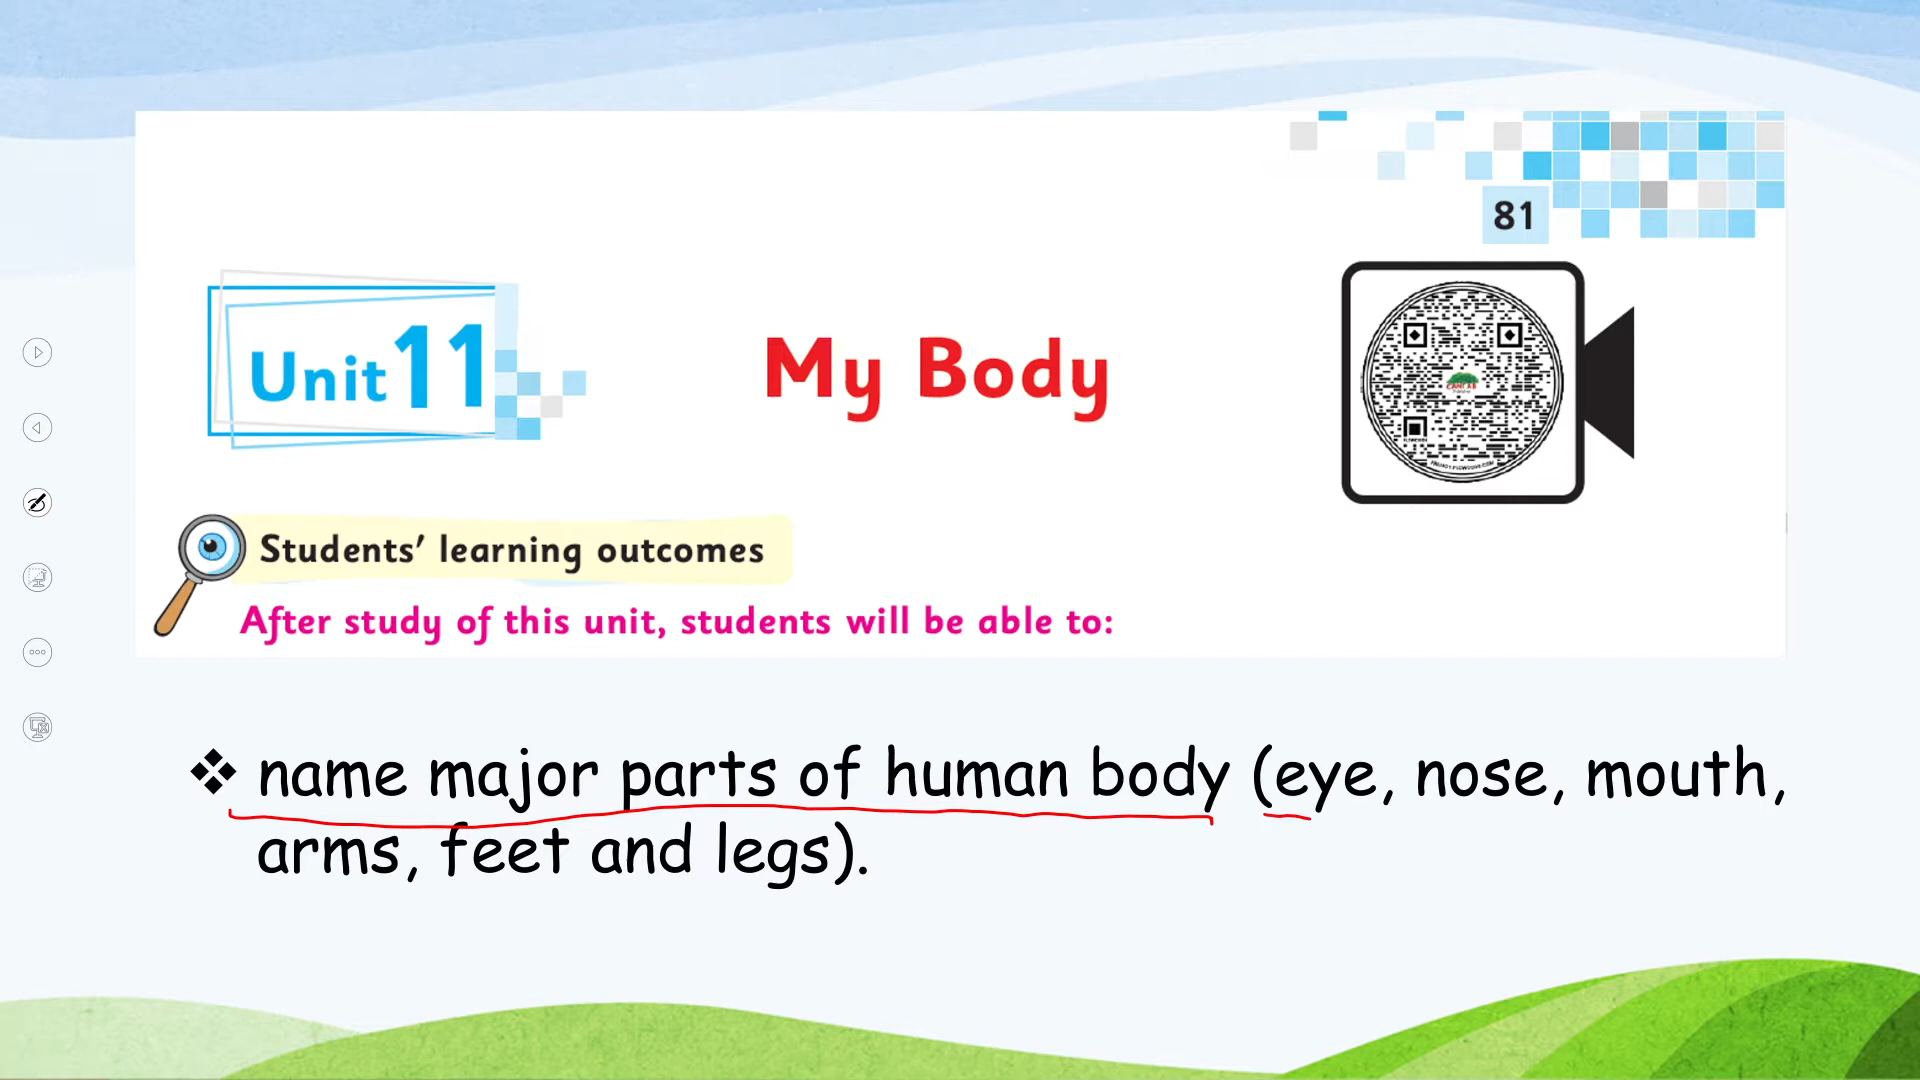 81
Unit 11
My Body
CANTAB
Students' learning outcomes
After study of this unit, students will be able to:
❖ name major parts of human body (eye, nose, mouth,
arms, feet and legs).